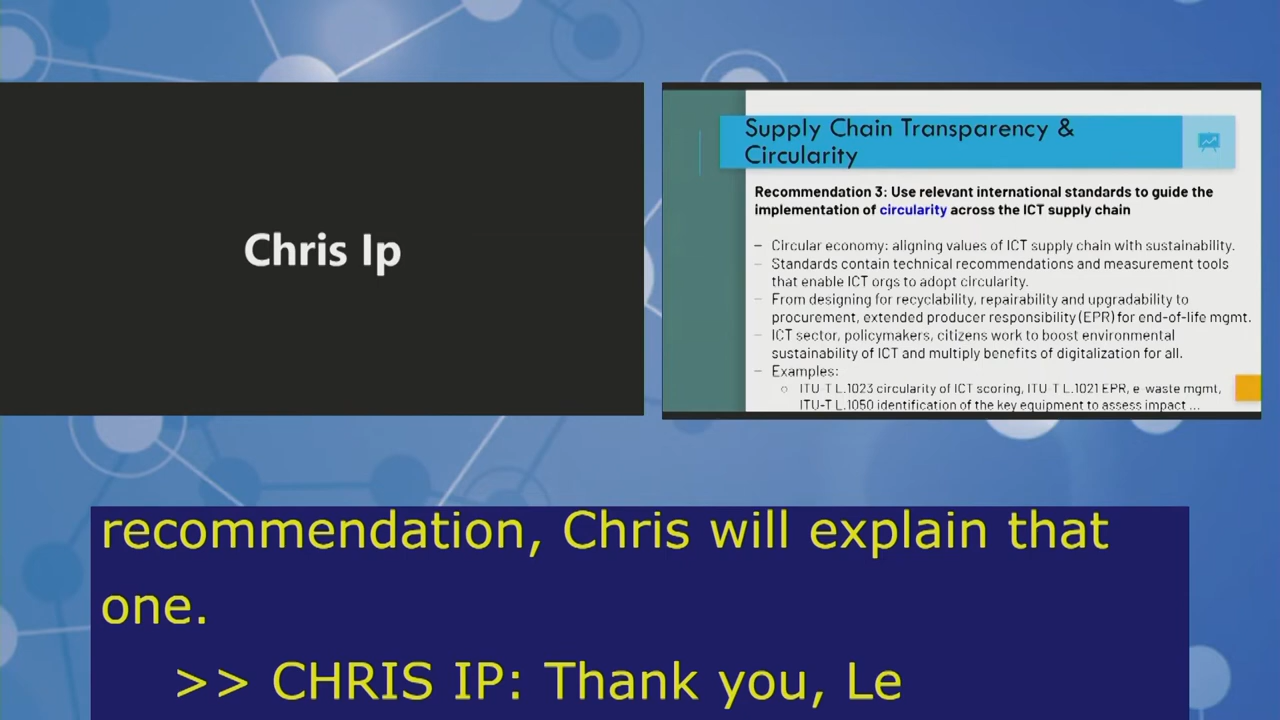 Chris Ip
Supply Chain Transparency &
Circularity
Recommendation 3: Use relevant international standards to guide the
implementation of circularity across the ICT supply chain
– Circular economy: aligning values of ICT supply chain with sustainability.
– Standards contain technical recommendations and measurement tools
that enable ICT orgs to adopt circularity.
– From designing for recyclability, repairability and upgradability to
procurement, extended producer responsibility (EPR) for end-of-life mgmt.
– ICT sector, policymakers, citizens work to boost environmental
sustainability of ICT and multiply benefits of digitalization for all.
– Examples:
○ ITU-T L.1023 circularity of ICT scoring, ITU-T L.1021 EPR, e-waste mgmt,
ITU-T L.1050 identification of the key equipment to assess impact ...
recommendation, Chris will explain that
one.
>> CHRIS IP: Thank you, Le